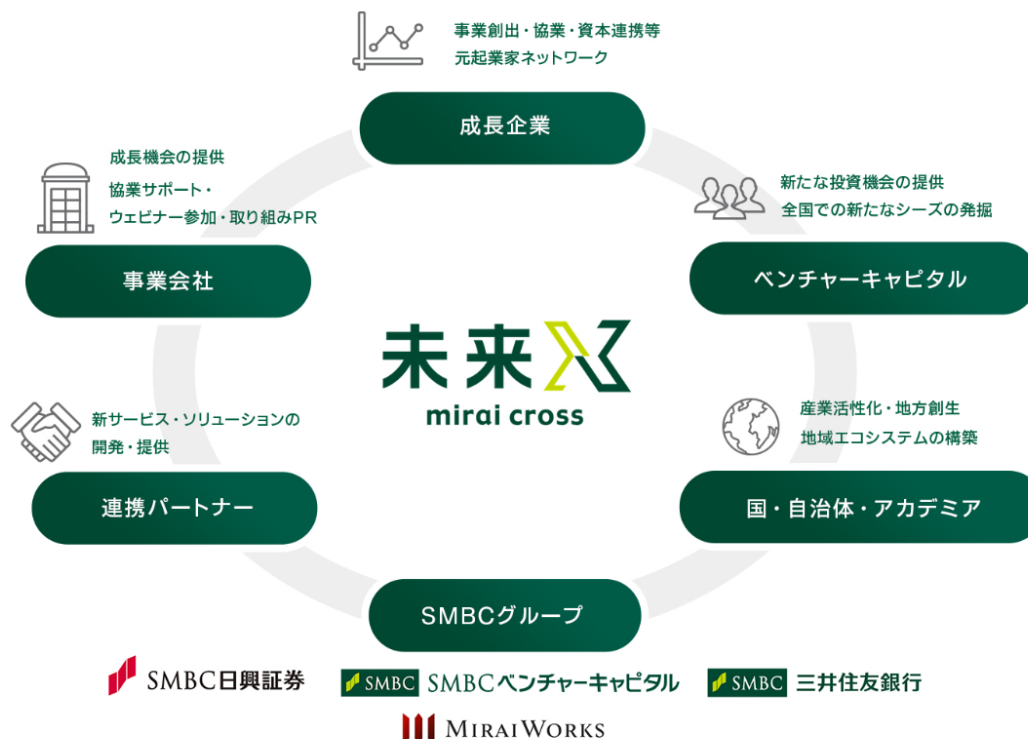 事業創出・協業・資本連携等
元起業家ネットワーク
成長企業
成長機会の提供
協業サポート・
ウェビナー参加・取り組みPR
事業会社
新たな投資機会の提供
全国での新たなシーズの発掘
ベンチャーキャピタル
未来X
mirai cross
新サービス・ソリューションの
開発・提供
連携パートナー
産業活性化・地方創生
地域エコシステムの構築
国・自治体・アカデミア
SMBCグループ
SMBC日興証券
SMBC SMBCベンチャーキャピタル
SMBC 三井住友銀行
MIRAIWORKS